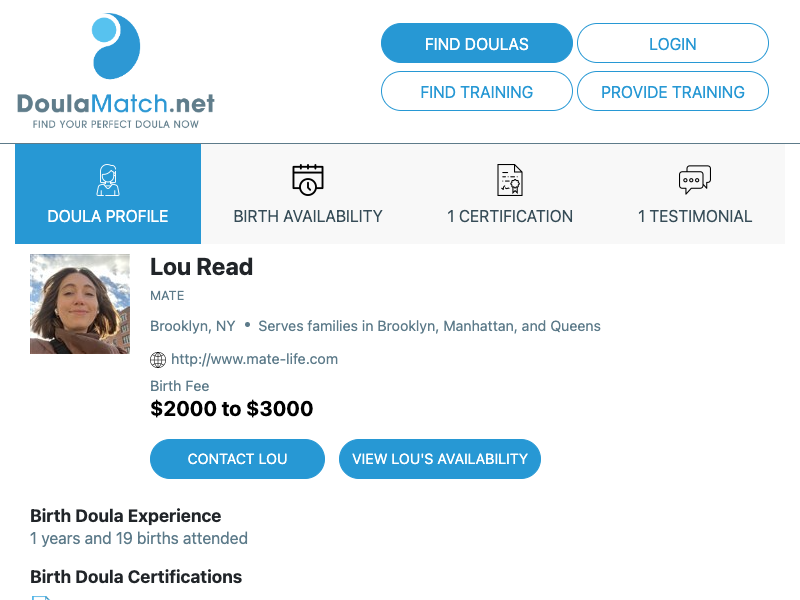 DoulaMatch.net
FIND YOUR PERFECT DOULA NOW
FIND DOULAS
LOGIN
FIND TRAINING
PROVIDE TRAINING
DOULA PROFILE
BIRTH AVAILABILITY
1 CERTIFICATION
1 TESTIMONIAL
Lou Read
MATE
Brooklyn, NY • Serves families in Brooklyn, Manhattan, and Queens
http://www.mate-life.com
Birth Fee
$2000 to $3000
CONTACT LOU
VIEW LOU'S AVAILABILITY
Birth Doula Experience
1 years and 19 births attended
Birth Doula Certifications